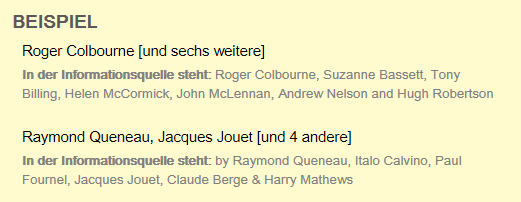 BEISPIEL
Roger Colbourne [und sechs weitere]
In der Informationsquelle steht: Roger Colbourne, Suzanne Bassett, Tony
Billing, Helen McCormick, John McLennan, Andrew Nelson and Hugh Robertson
Raymond Queneau, Jacques Jouet [und 4 andere]
In der Informationsquelle steht: by Raymond Queneau, Italo Calvino, Paul
Fournel, Jacques Jouet, Claude Berge & Harry Mathews